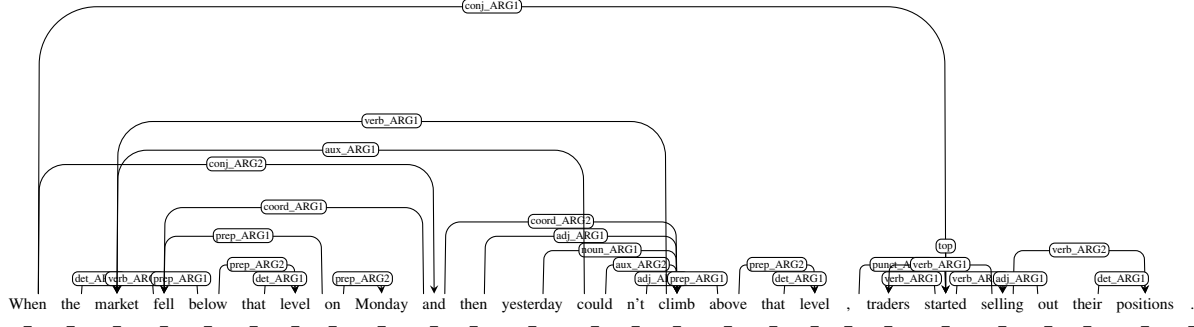 conj_ARG1
verb_ARG1
aux_ARG1
conj_ARG2
coord_ARG1
coord_ARG2
prep_ARG1 adj_ARG1
top
noun_ARG1 verb_ARG2
prep_ARG2 aux_ARG2 prep_ARG2 verb_ARG1
prep_ARG1 det_ARG1 prep_ARG2 prep_ARG1 det_ARG1 verb_ARG1 adj_ARG1 det_ARG1
When the market fell below that level on Monday and then yesterday could n't climb above that level , traders started selling out their positions .
_ _ _ _ _ _ _ _ _ _ _ _ _ _ _ _ _ _ _ _ _ _ _ _ _ _